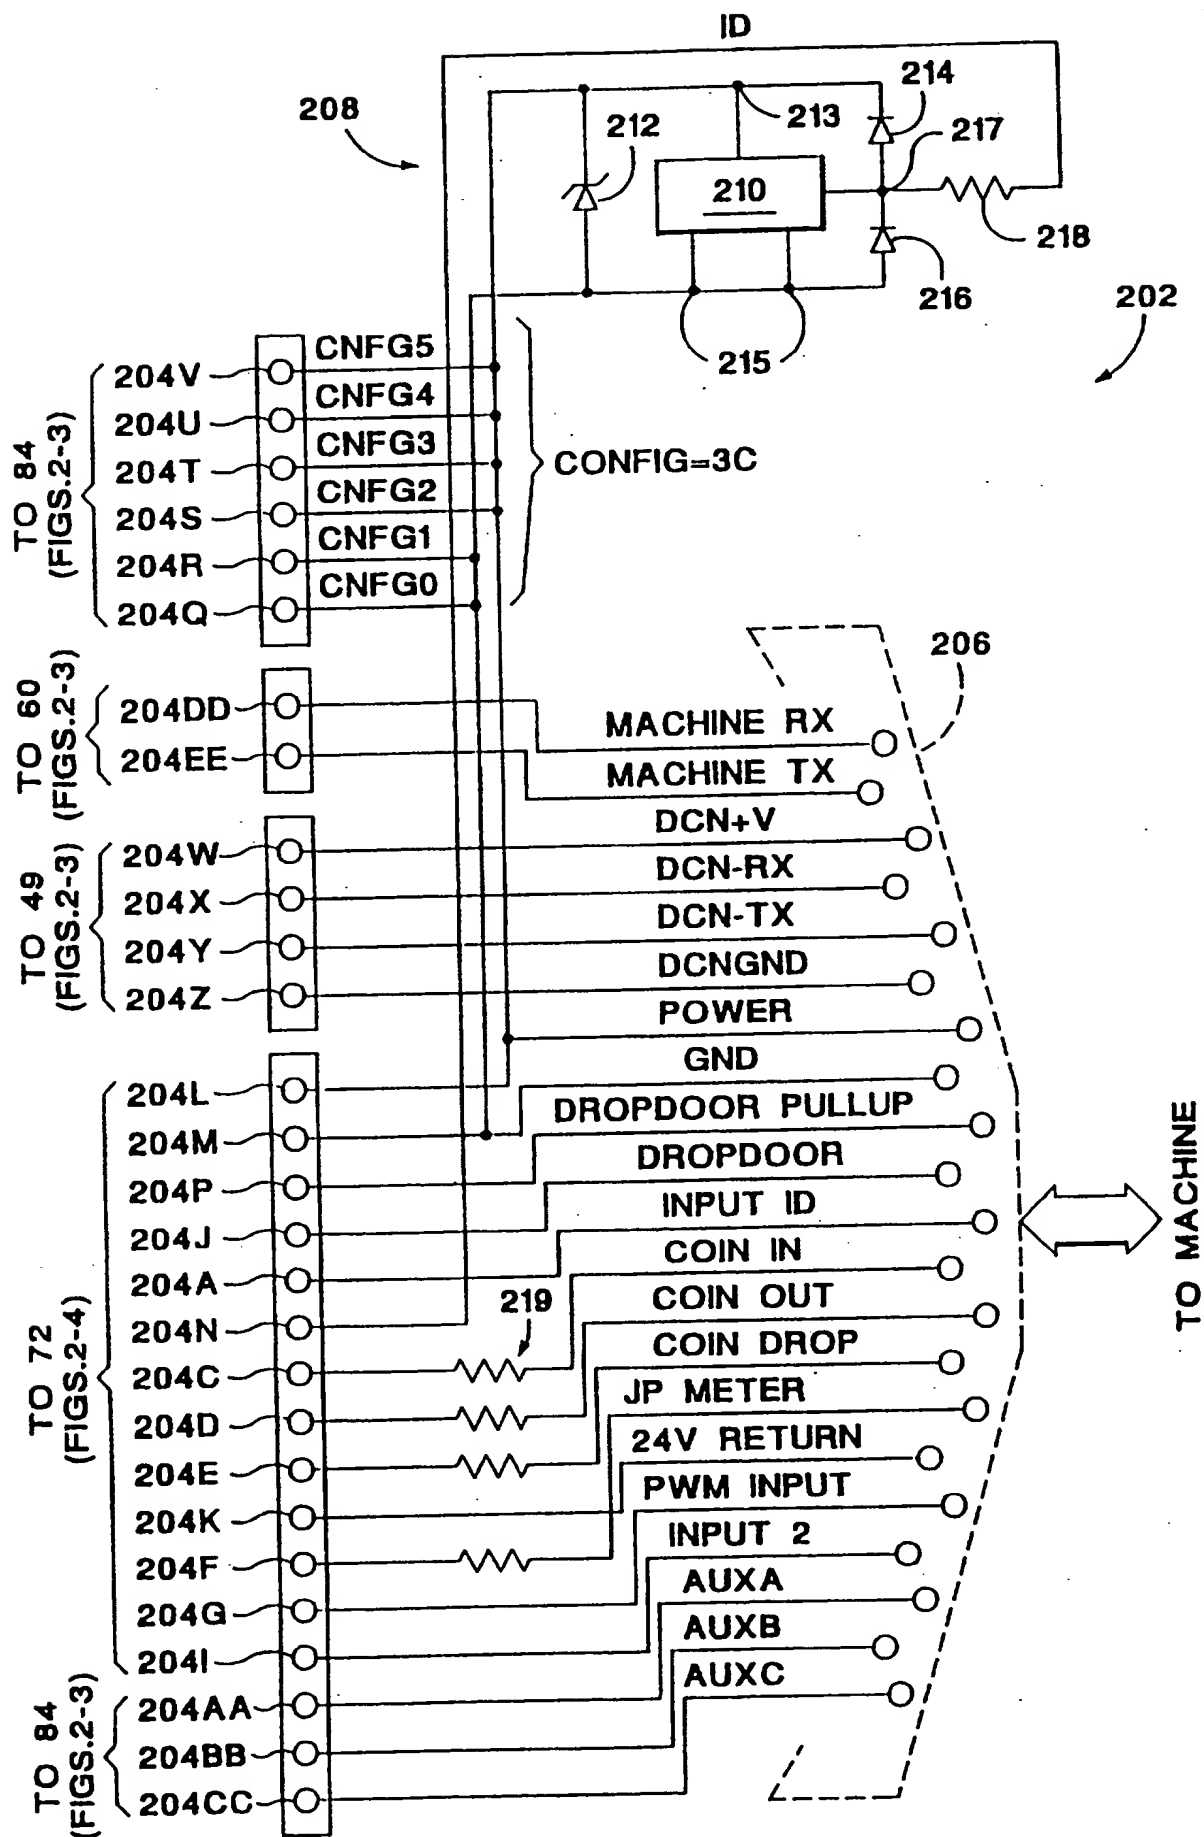 ID
208
212
213
214
217
210
218
216
202
215
TO 84
(FIGS.2-3)
204V
CNFG5
204U
CNFG4
204T
CNFG3
204S
CNFG2
204R
CNFG1
204Q
CNFG0
CONFIG=3C
206
TO 60
(FIGS.2-3)
204DD
MACHINE RX
204EE
MACHINE TX
TO 49
(FIGS.2-3)
204W
DCN+V
204X
DCN-RX
204Y
DCN-TX
204Z
DCNGND
POWER
TO 72
(FIGS.2-4)
204L
GND
204M
DROPDOOR PULLUP
204P
DROPDOOR
204J
INPUT ID
204A
COIN IN
204N
219
COIN OUT
204C
COIN DROP
204D
JP METER
204E
24V RETURN
204K
PWM INPUT
204F
INPUT 2
204G
AUXA
204I
AUXB
TO 84
(FIGS.2-3)
204AA
AUXC
204BB
204CC
TO MACHINE